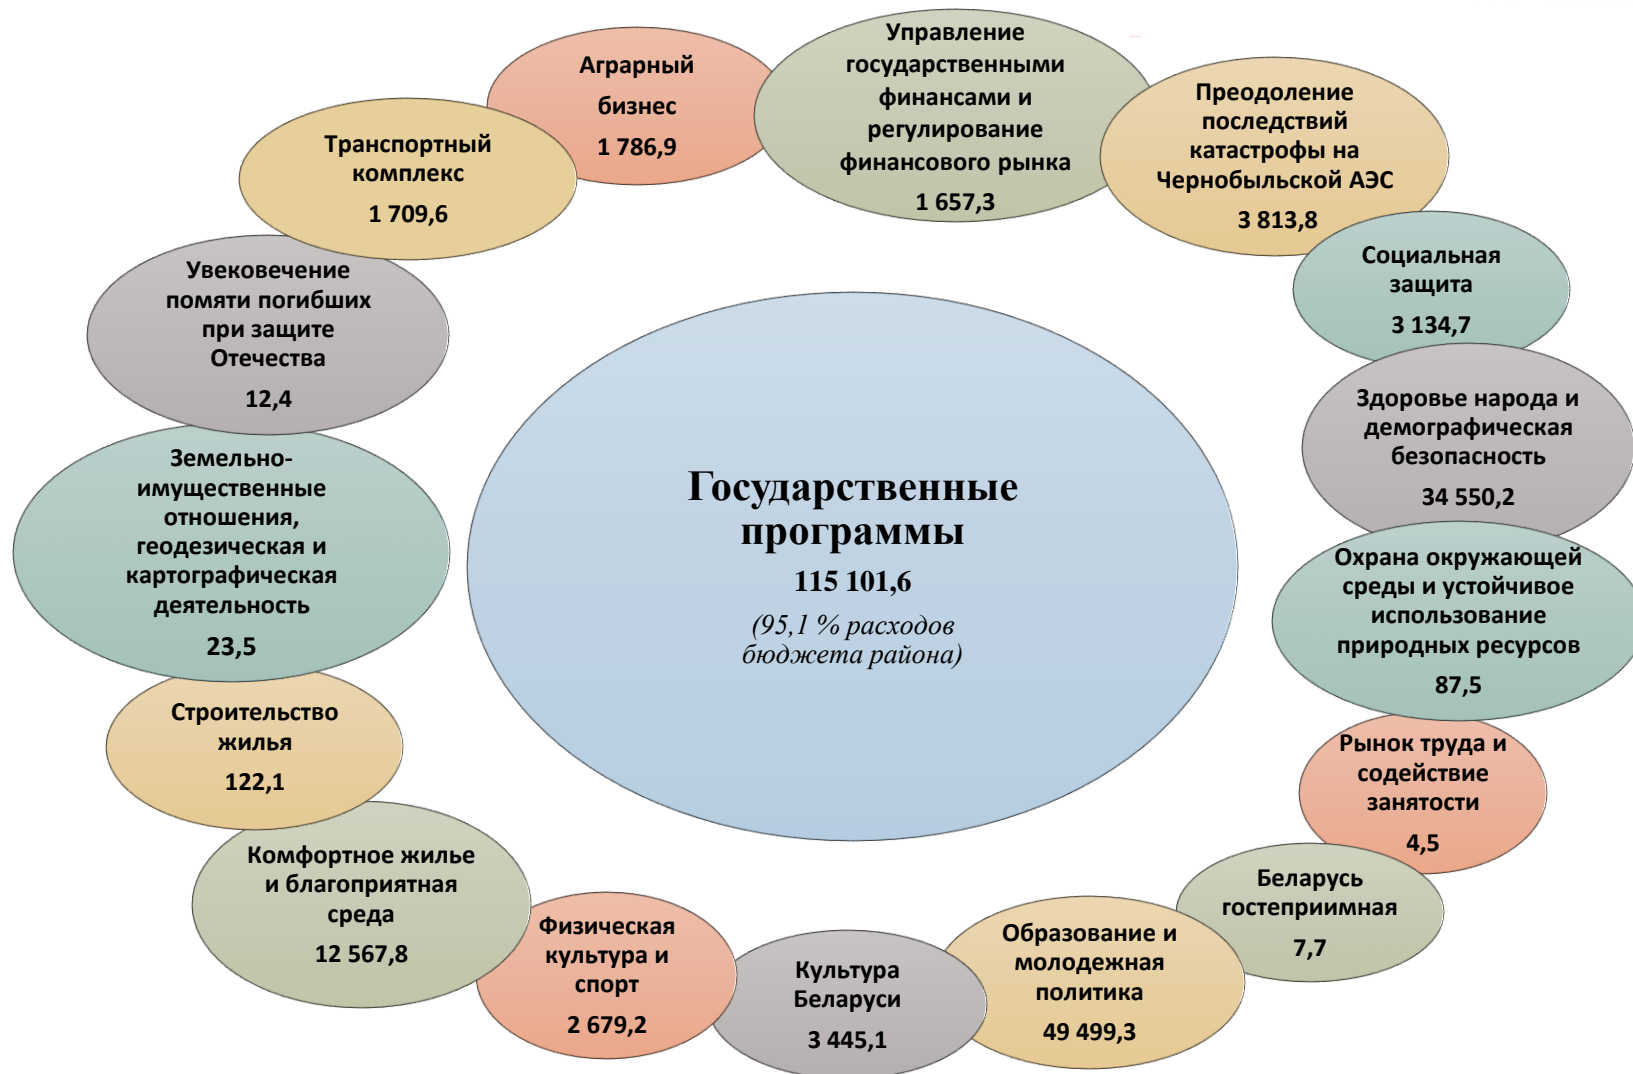 Управление
государственными
финансами и
регулирование
финансового рынка
1 657,3
Преодоление
последствий
катастрофы на
Чернобыльской АЭС
3 813,8
Социальная
защита
3 134,7
Здоровье народа и
демографическая
безопасность
34 550,2
Охрана окружающей
среды и устойчивое
использование
природных ресурсов
87,5
Рынок труда и
содействие
занятости
4,5
Беларусь
гостеприимная
7,7
Образование и
молодежная
политика
49 499,3
Культура
Беларуси
3 445,1
Физическая
культура и
спорт
2 679,2
Комфортное жилье
и благоприятная
среда
12 567,8
Строительство
жилья
122,1
Земельно-
имущественные
отношения,
геодезическая и
картографическая
деятельность
23,5
Увековечение
помяти погибших
при защите
Отечества
12,4
Транспортный
комплекс
1 709,6
Аграрный
бизнес
1 786,9
Государственные
программы
115 101,6
(95,1 % расходов
бюджета района)